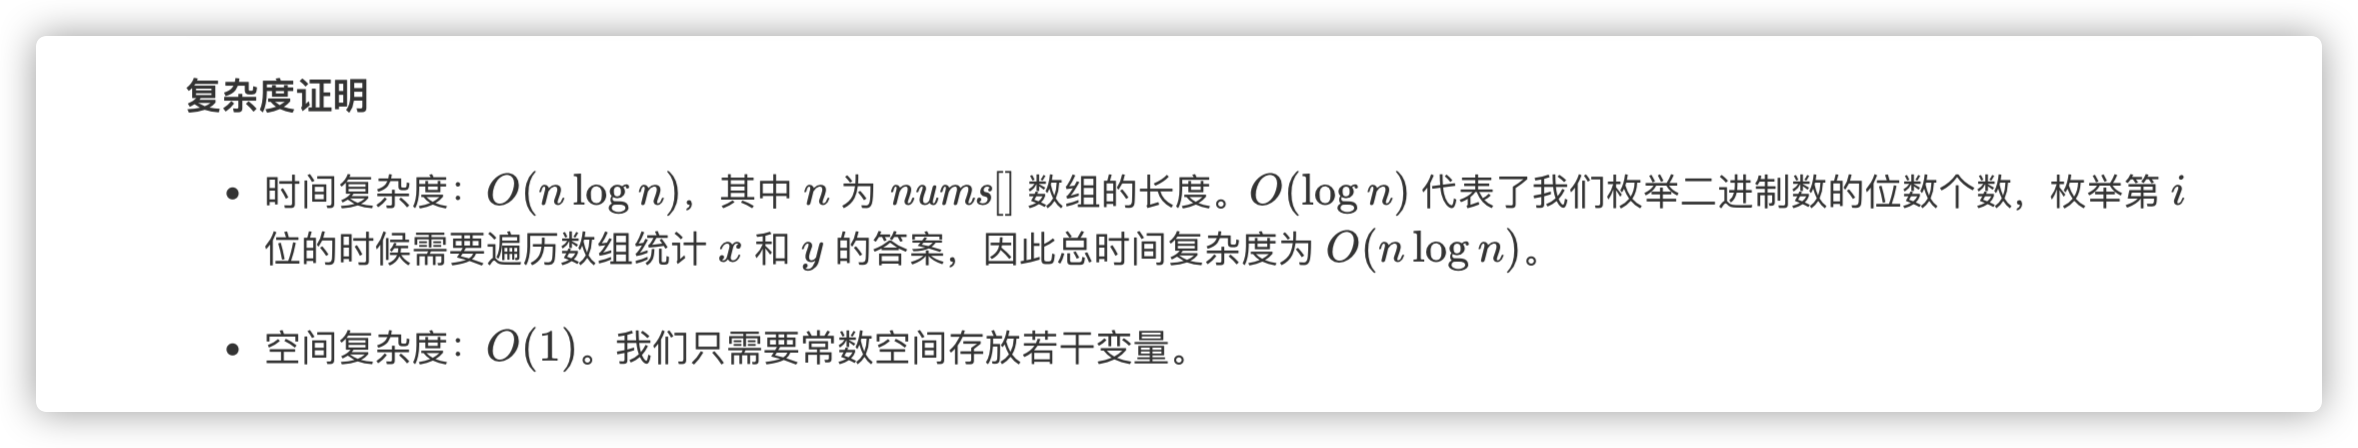 复杂度证明
• 时间复杂度：O(n log n)，其中 n 为 nums[] 数组的长度。O(log n) 代表了我们枚举二进制数的位数个数，枚举第 i
位的时候需要遍历数组统计 x 和 y 的答案，因此总时间复杂度为 O(n log n)。
• 空间复杂度：O(1)。我们只需要常数空间存放若干变量。